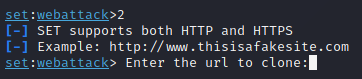 set:webattack>2
[-] SET supports both HTTP and HTTPS
[-] Example: http://www.thisisafakesite.com
set:webattack> Enter the url to clone: